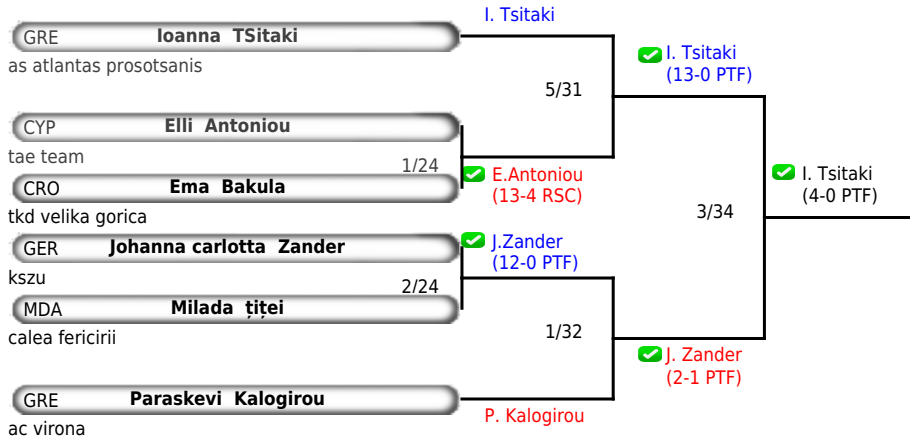 I. Tsitaki
GRE Ioanna TSitaki
as atlantas prosotsanis
I. Tsitaki
(13-0 PTF)
5/31
CYP Elli Antoniou
tae team
1/24
E.Antoniou
(13-4 RSC)
CRO Ema Bakula
tkd velika gorica
I. Tsitaki
(4-0 PTF)
3/34
GER Johanna carlotta Zander
kszu
J.Zander
(12-0 PTF)
2/24
MDA Milada țiței
calea fericirii
1/32
J. Zander
(2-1 PTF)
GRE Paraskevi Kalogirou
ac virona
P. Kalogirou